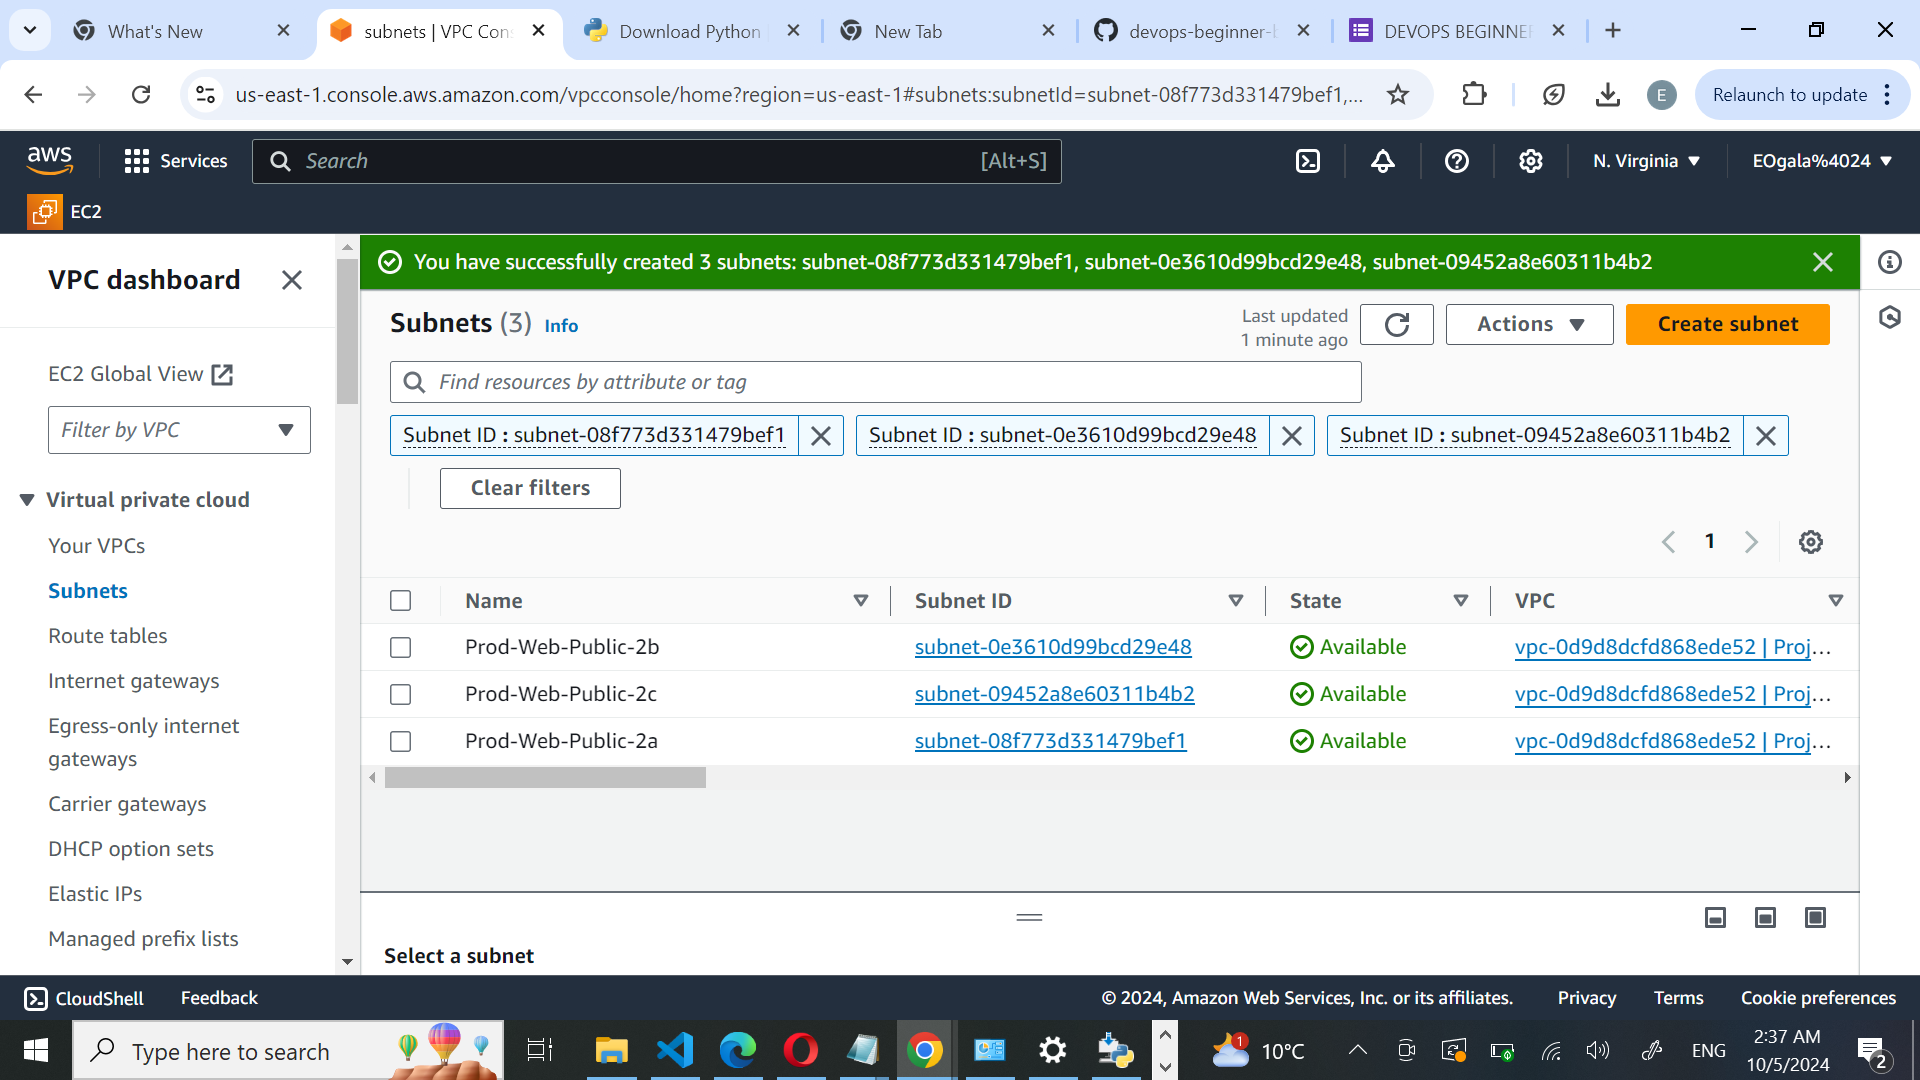 What's New
subnets | VPC Cons
Download Python
New Tab
devops-beginner-b
DEVOPS BEGINNER
us-east-1.console.aws.amazon.com/vpcconsole/home?region=us-east-1#subnets:subnetId=subnet-08f773d331479bef1,...
E
Relaunch to update
aws
Services
Search
[Alt+S]
N. Virginia
EOgala%4024
EC2
VPC dashboard
EC2 Global View
Filter by VPC
Virtual private cloud
Your VPCs
Subnets
Route tables
Internet gateways
Egress-only internet
gateways
Carrier gateways
DHCP option sets
Elastic IPs
Managed prefix lists
You have successfully created 3 subnets: subnet-08f773d331479bef1, subnet-0e3610d99bcd29e48, subnet-09452a8e60311b4b2
Subnets (3) Info
Last updated
1 minute ago
Actions
Create subnet
Find resources by attribute or tag
Subnet ID : subnet-08f773d331479bef1
Subnet ID : subnet-0e3610d99bcd29e48
Subnet ID : subnet-09452a8e60311b4b2
Clear filters
1
Name Subnet ID State VPC
Prod-Web-Public-2b subnet-0e3610d99bcd29e48 Available vpc-0d9d8dcfd868ede52 | Proj...
Prod-Web-Public-2c subnet-09452a8e60311b4b2 Available vpc-0d9d8dcfd868ede52 | Proj...
Prod-Web-Public-2a subnet-08f773d331479bef1 Available vpc-0d9d8dcfd868ede52 | Proj...
Select a subnet
CloudShell
Feedback
© 2024, Amazon Web Services, Inc. or its affiliates.
Privacy
Terms
Cookie preferences
Type here to search
1
10°C
ENG
2:37 AM
10/5/2024
2